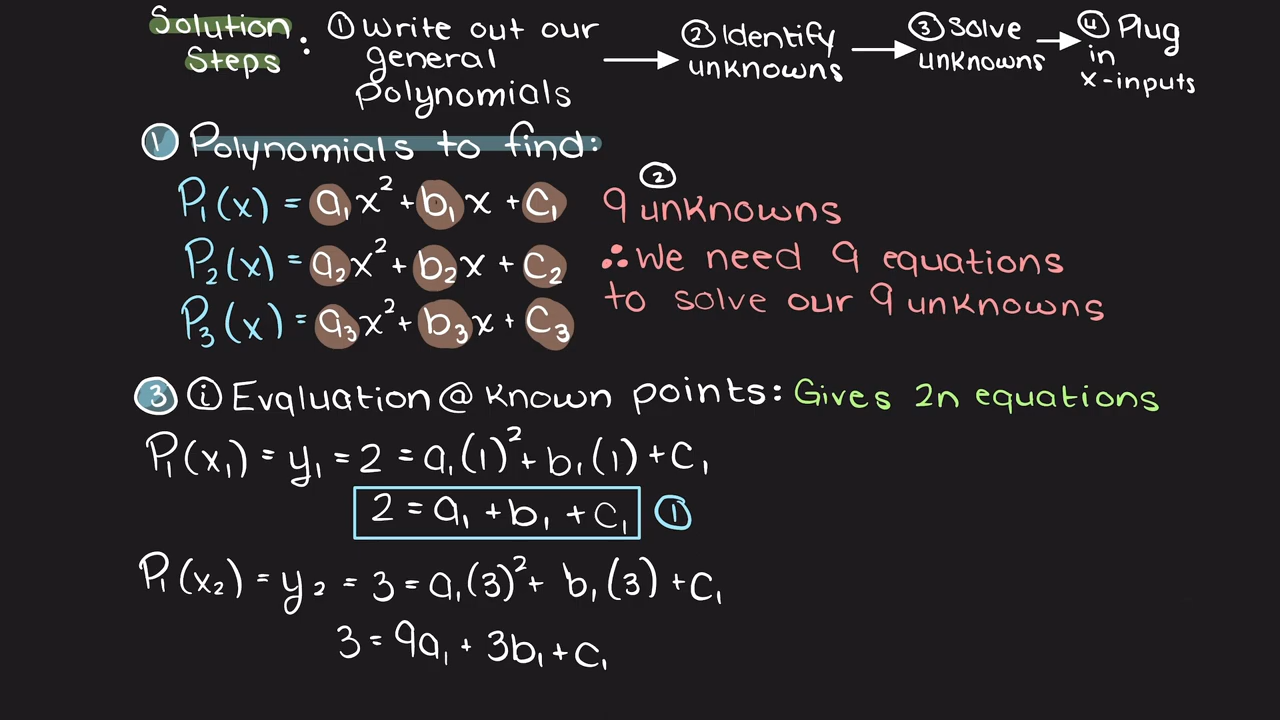 Solution Steps : ① Write out our general polynomials → ② Identify unknowns → ③ Solve unknowns → ④ Plug in x-inputs
① Polynomials to find:
P₁(x) = a₁x² + b₁x + c₁
P₂(x) = a₂x² + b₂x + c₂
P₃(x) = a₃x² + b₃x + c₃
②
9 unknowns
∴ We need 9 equations
to solve our 9 unknowns
③ ⓘ Evaluation @ known points: Gives 2n equations
P₁(x₁) = y₁ = 2 = a₁(1)² + b₁(1) + c₁
2 = a₁ + b₁ + c₁ ①
P₁(x₂) = y₂ = 3 = a₁(3)² + b₁(3) + c₁
3 = 9a₁ + 3b₁ + c₁